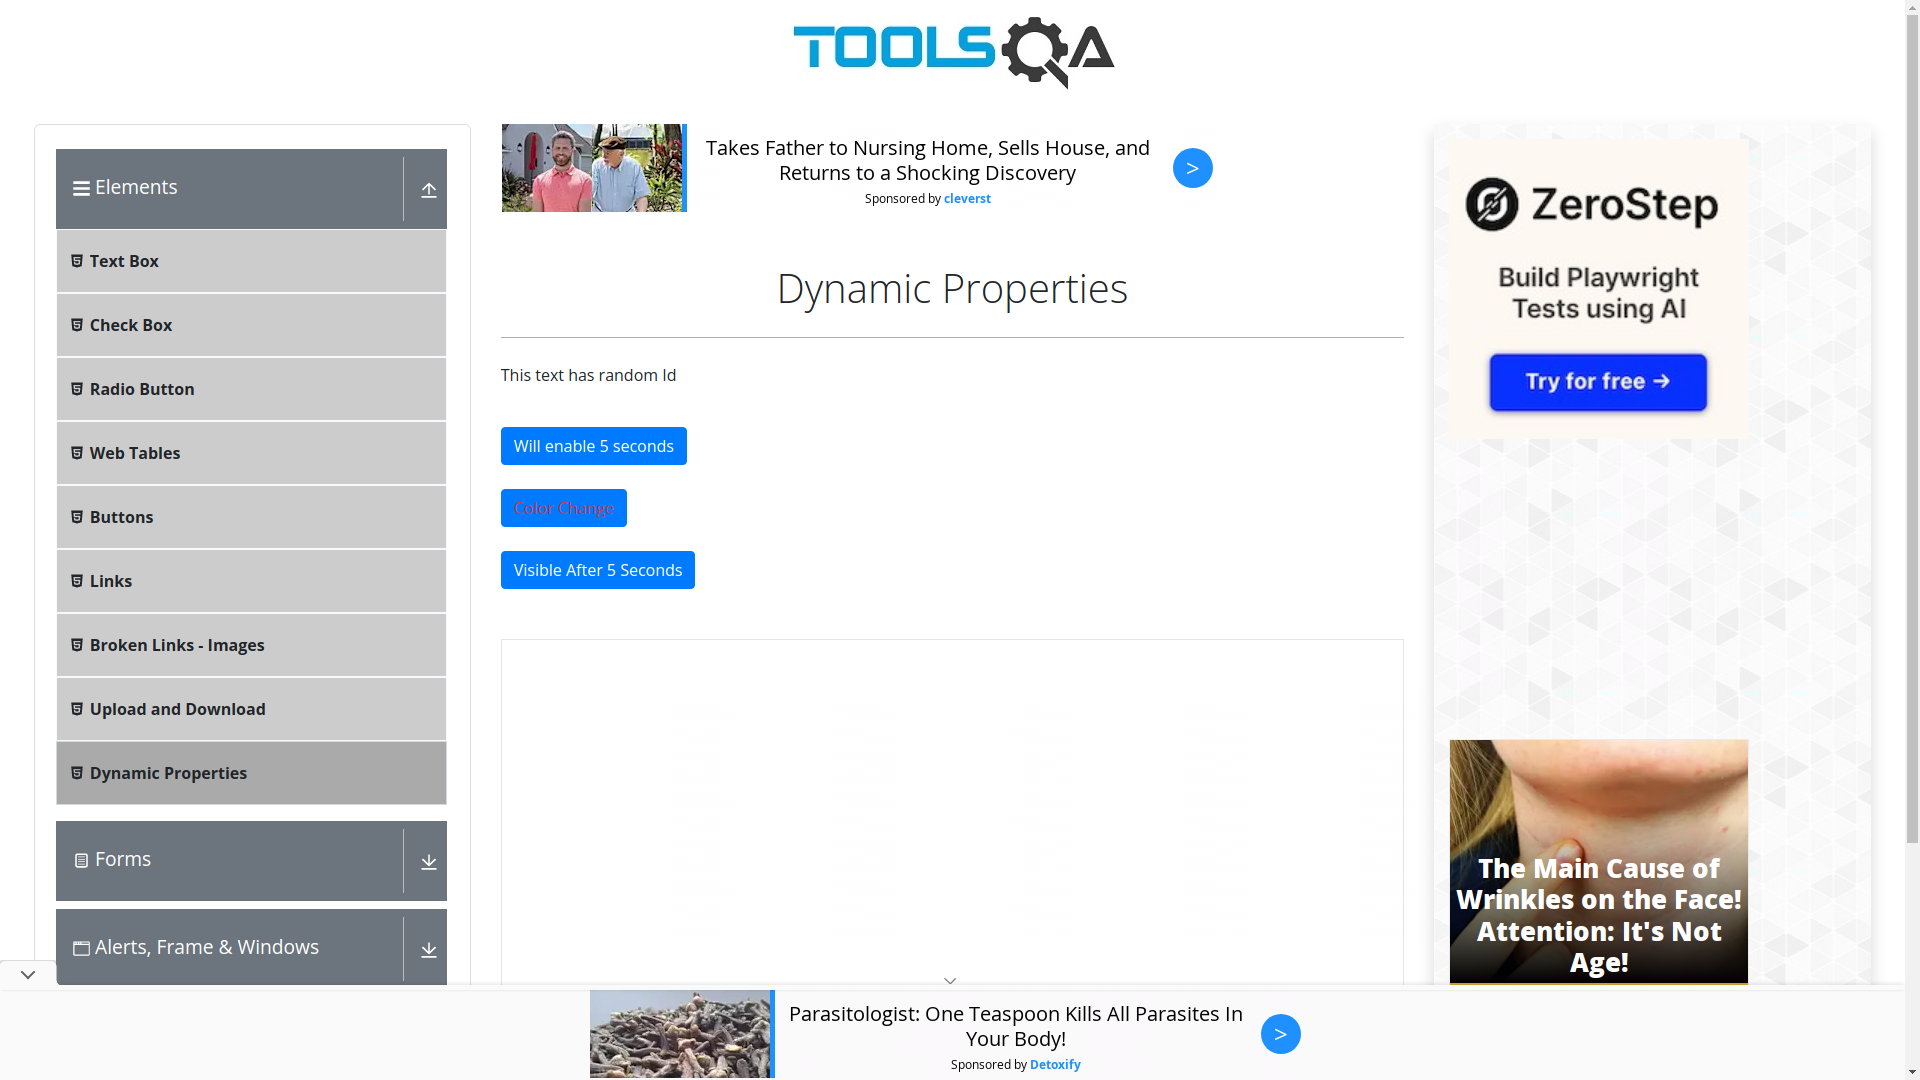 TOOLSQA
Elements
Text Box
Check Box
Radio Button
Web Tables
Buttons
Links
Broken Links - Images
Upload and Download
Dynamic Properties
Forms
Alerts, Frame & Windows
Takes Father to Nursing Home, Sells House, and
Returns to a Shocking Discovery
Sponsored by cleverst
>
Dynamic Properties
This text has random Id
Will enable 5 seconds
Color Change
Visible After 5 Seconds
ZeroStep
Build Playwright
Tests using AI
Try for free →
The Main Cause of
Wrinkles on the Face!
Attention: It's Not
Age!
Parasitologist: One Teaspoon Kills All Parasites In
Your Body!
Sponsored by Detoxify
>